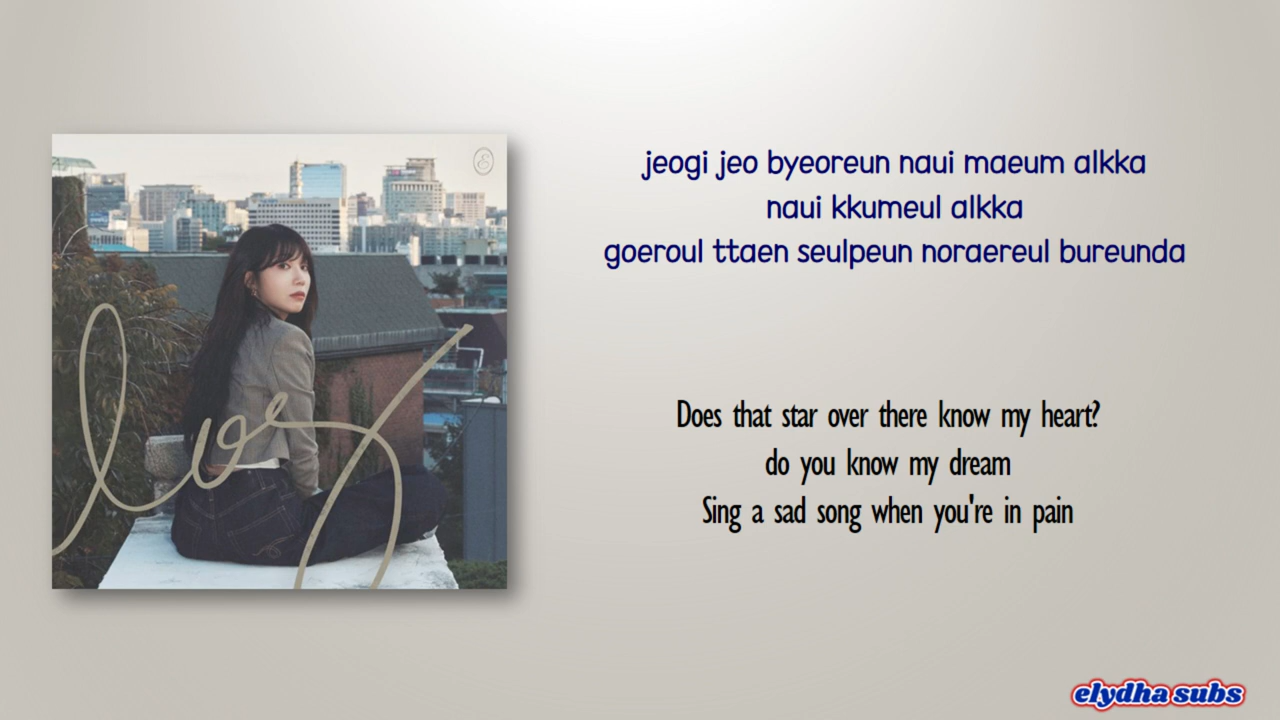 jeogi jeo byeoreun naui maeum alkka
naui kkumeul alkka
goeroul ttaen seulpeun noraereul bureunda
Does that star over there know my heart?
do you know my dream
Sing a sad song when you're in pain
elydha subs